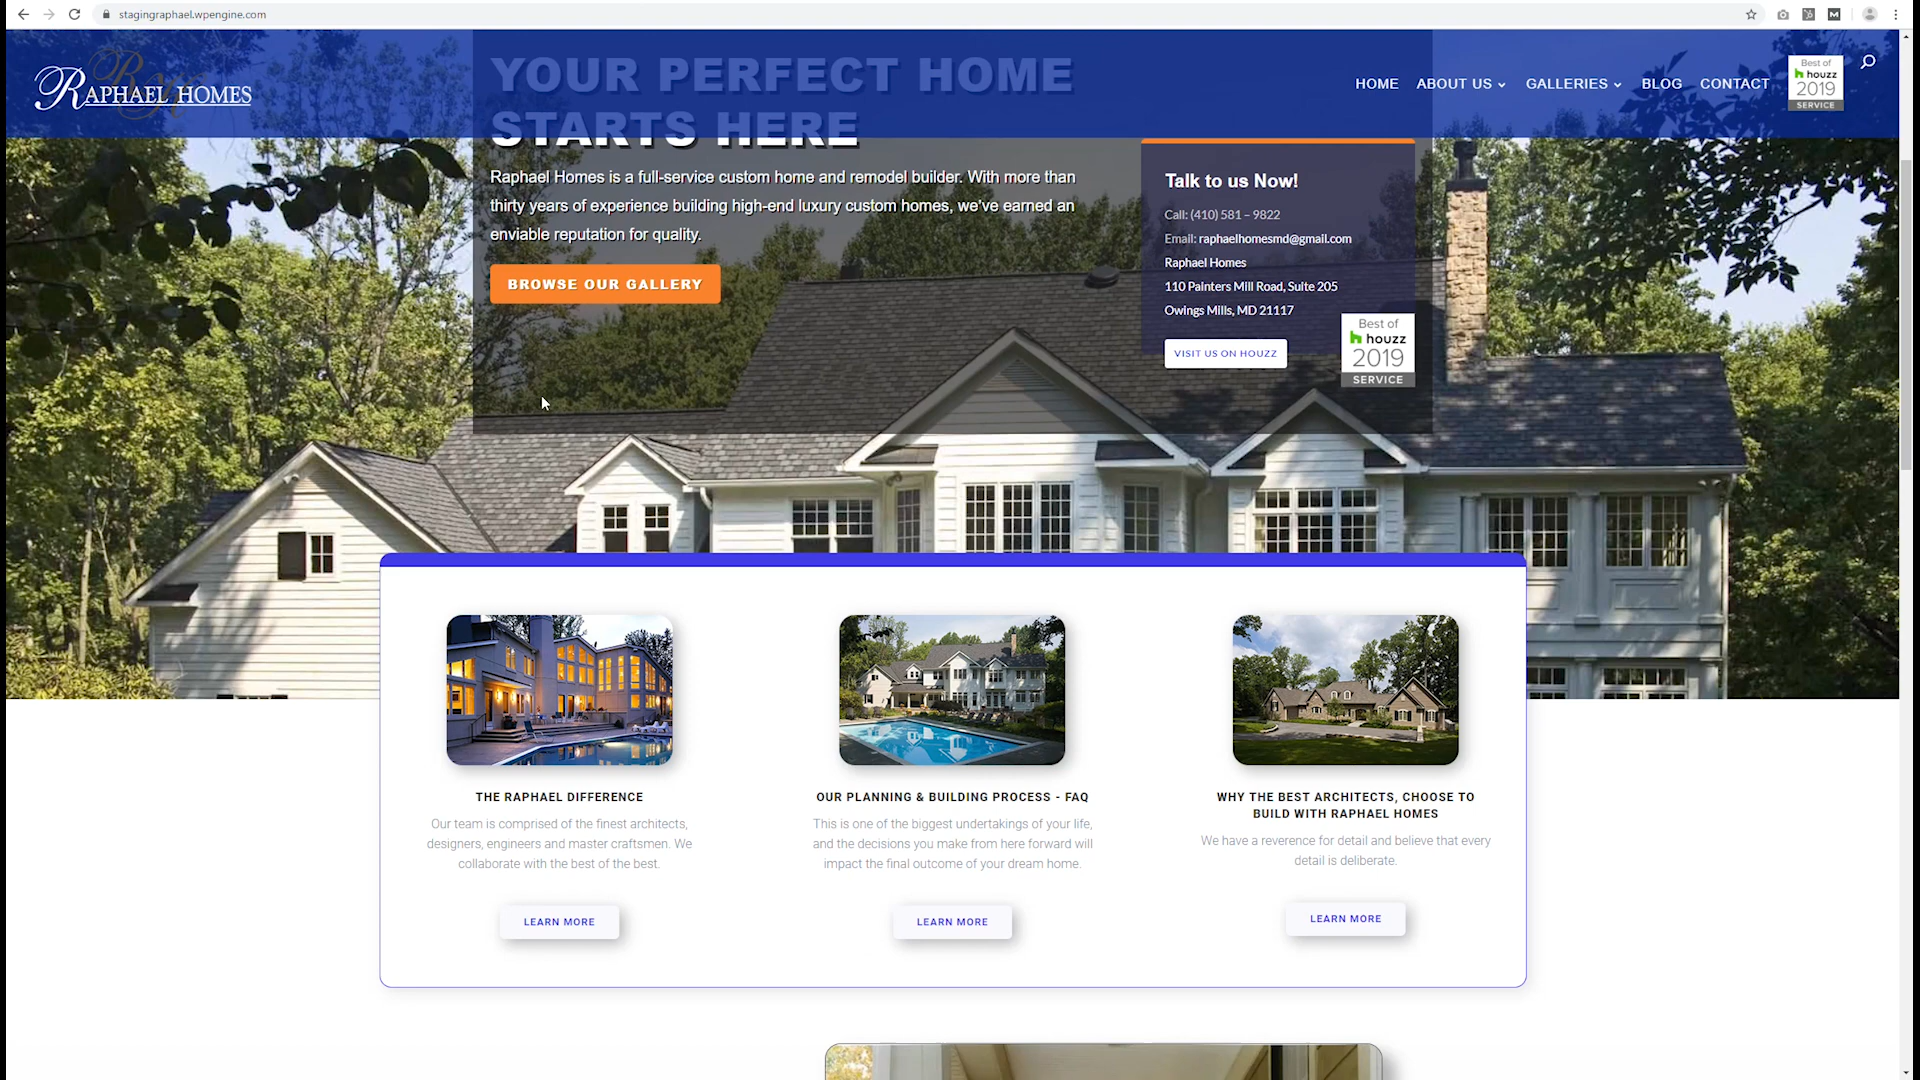 stagingraphael.wpengine.com
RAPHAEL HOMES
HOME
ABOUT US
GALLERIES
BLOG
CONTACT
Best of
houzz
2019
SERVICE
YOUR PERFECT HOME
STARTS HERE
Raphael Homes is a full-service custom home and remodel builder. With more than
thirty years of experience building high-end luxury custom homes, we've earned an
enviable reputation for quality.
BROWSE OUR GALLERY
Talk to us Now!
Call: (410) 581 – 9822
Email: raphaelhomesmd@gmail.com
Raphael Homes
110 Painters Mill Road, Suite 205
Owings Mills, MD 21117
VISIT US ON HOUZZ
Best of
houzz
2019
SERVICE
THE RAPHAEL DIFFERENCE
Our team is comprised of the finest architects,
designers, engineers and master craftsmen. We
collaborate with the best of the best.
LEARN MORE
OUR PLANNING & BUILDING PROCESS - FAQ
This is one of the biggest undertakings of your life,
and the decisions you make from here forward will
impact the final outcome of your dream home.
LEARN MORE
WHY THE BEST ARCHITECTS, CHOOSE TO
BUILD WITH RAPHAEL HOMES
We have a reverence for detail and believe that every
detail is deliberate.
LEARN MORE